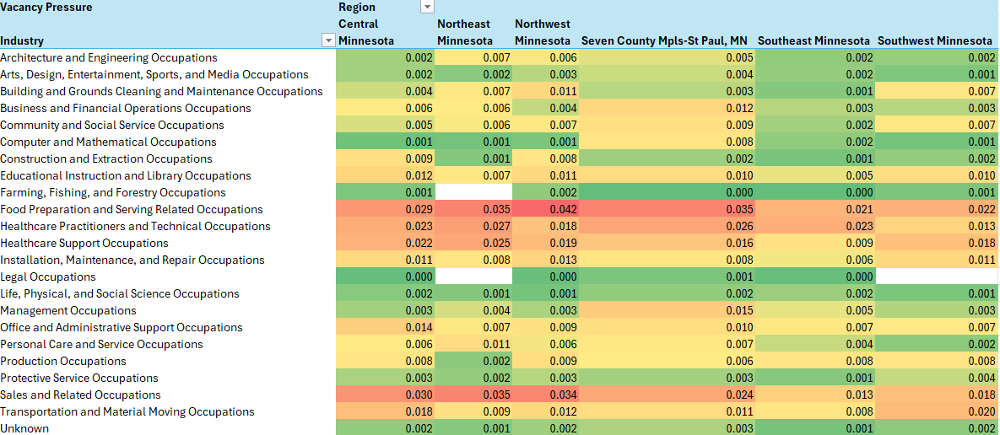 Vacancy Pressure Region
Central Northeast Northwest
Industry Minnesota Minnesota Minnesota Seven County Mpls-St Paul, MN Southeast Minnesota Southwest Minnesota
Architecture and Engineering Occupations 0.002 0.007 0.006 0.005 0.002 0.002
Arts, Design, Entertainment, Sports, and Media Occupations 0.002 0.002 0.003 0.004 0.002 0.001
Building and Grounds Cleaning and Maintenance Occupations 0.004 0.007 0.011 0.003 0.001 0.007
Business and Financial Operations Occupations 0.006 0.006 0.004 0.012 0.003 0.003
Community and Social Service Occupations 0.005 0.006 0.007 0.009 0.002 0.007
Computer and Mathematical Occupations 0.001 0.001 0.001 0.008 0.002 0.001
Construction and Extraction Occupations 0.009 0.001 0.008 0.002 0.001 0.002
Educational Instruction and Library Occupations 0.012 0.007 0.011 0.010 0.005 0.010
Farming, Fishing, and Forestry Occupations 0.001 0.002 0.000 0.000 0.001
Food Preparation and Serving Related Occupations 0.029 0.035 0.042 0.035 0.021 0.022
Healthcare Practitioners and Technical Occupations 0.023 0.027 0.018 0.026 0.023 0.013
Healthcare Support Occupations 0.022 0.025 0.019 0.016 0.009 0.018
Installation, Maintenance, and Repair Occupations 0.011 0.008 0.013 0.008 0.006 0.011
Legal Occupations 0.000 0.000 0.001 0.000
Life, Physical, and Social Science Occupations 0.002 0.001 0.001 0.002 0.002 0.001
Management Occupations 0.003 0.004 0.003 0.015 0.005 0.003
Office and Administrative Support Occupations 0.014 0.007 0.009 0.010 0.007 0.007
Personal Care and Service Occupations 0.006 0.011 0.006 0.007 0.004 0.002
Production Occupations 0.008 0.002 0.009 0.006 0.008 0.008
Protective Service Occupations 0.003 0.002 0.003 0.003 0.001 0.004
Sales and Related Occupations 0.030 0.035 0.034 0.024 0.013 0.018
Transportation and Material Moving Occupations 0.018 0.009 0.012 0.011 0.008 0.020
Unknown 0.002 0.001 0.002 0.003 0.001 0.002